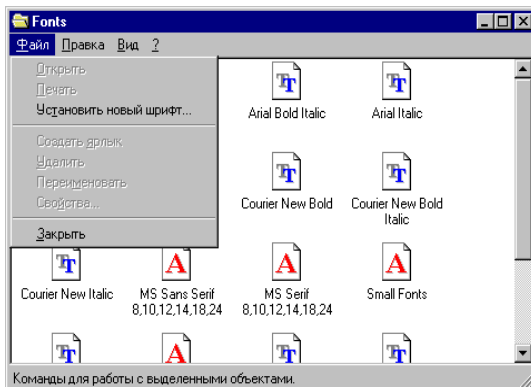 Fonts
Файл Правка Вид ?
Открыть
Печать
Установить новый шрифт...
Создать ярлык
Удалить
Переименовать
Свойства...
Закрыть
Arial Bold Italic
Arial Italic
Courier New Bold
Courier New Bold
Italic
Courier New Italic
MS Sans Serif
8,10,12,14,18,24
MS Serif
8,10,12,14,18,24
Small Fonts
Команды для работы с выделенными объектами.